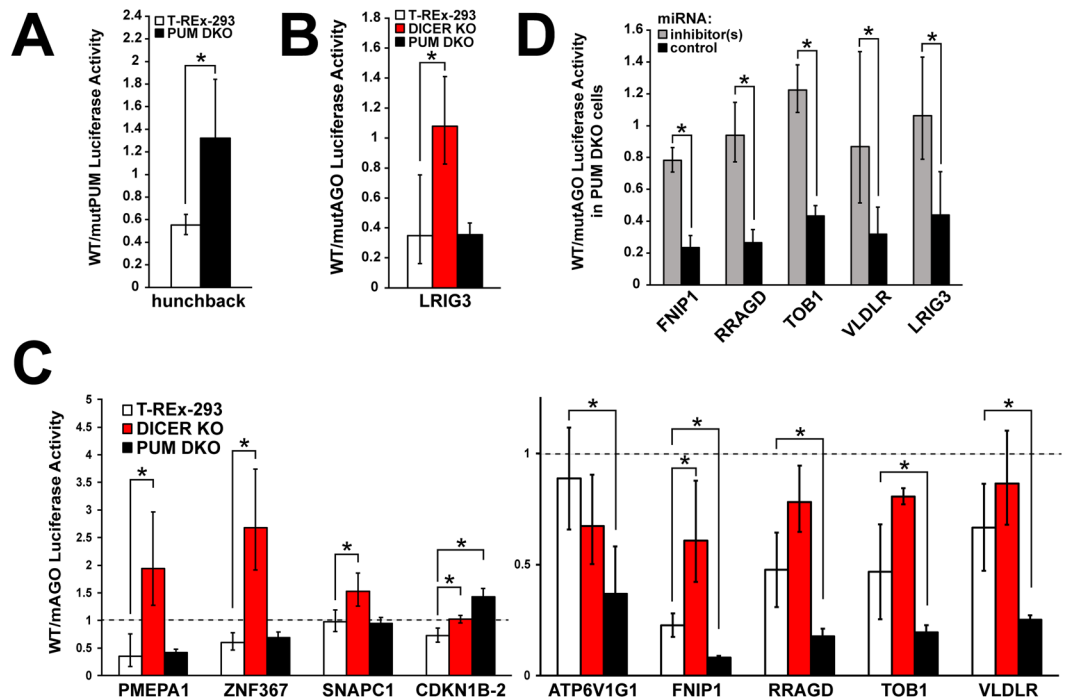 A
WT/mutPUM Luciferase Activity
T-REx-293
PUM DKO
2.4
2.2
2
1.8
1.6
1.4
1.2
1
0.8
0.6
0.4
0.2
0
*
hunchback
B
WT/mutAGO Luciferase Activity
T-REx-293
DICER KO
PUM DKO
1.8
1.6
1.4
1.2
1
0.8
0.6
0.4
0.2
0
*
LRIG3
D
WT/mutAGO Luciferase Activity
in PUM DKO cells
miRNA:
inhibitor(s)
control
1.6
1.4
1.2
1
0.8
0.6
0.4
0.2
0
* * * * *
FNIP1 RRAGD TOB1 VLDLR LRIG3
C
WT/mAGO Luciferase Activity
T-REx-293
DICER KO
PUM DKO
5
4.5
4
3.5
3
2.5
2
1.5
1
0.5
0
* * * * *
PMEPA1 ZNF367 SNAPC1 CDKN1B-2
1
0.5
0
* * * * * *
ATP6V1G1 FNIP1 RRAGD TOB1 VLDLR